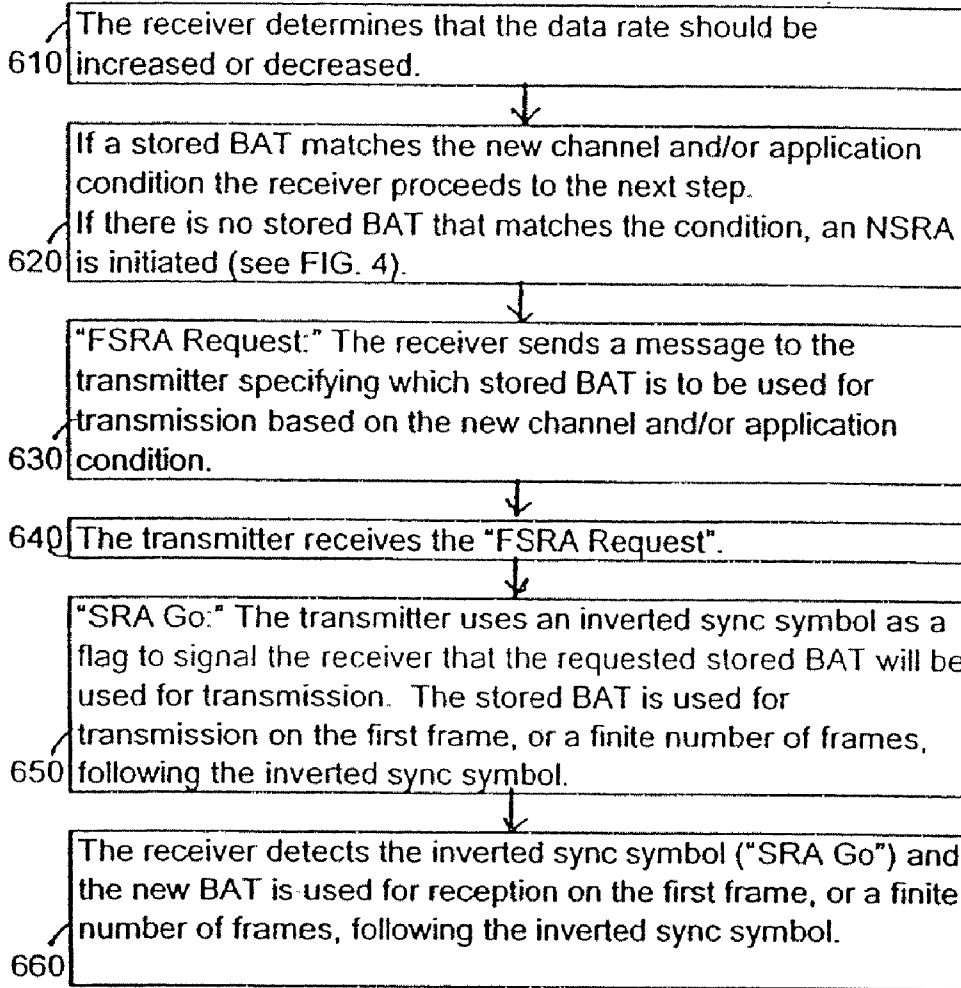 The receiver determines that the data rate should be
610 increased or decreased.
If a stored BAT matches the new channel and/or application
condition the receiver proceeds to the next step.
If there is no stored BAT that matches the condition, an NSRA
620 is initiated (see FIG. 4).
"FSRA Request:" The receiver sends a message to the
transmitter specifying which stored BAT is to be used for
transmission based on the new channel and/or application
630 condition.
640 The transmitter receives the "FSRA Request".
"SRA Go:" The transmitter uses an inverted sync symbol as a
flag to signal the receiver that the requested stored BAT will be
used for transmission. The stored BAT is used for
transmission on the first frame, or a finite number of frames,
650 following the inverted sync symbol.
The receiver detects the inverted sync symbol ("SRA Go") and
the new BAT is used for reception on the first frame, or a finite
number of frames, following the inverted sync symbol.
660